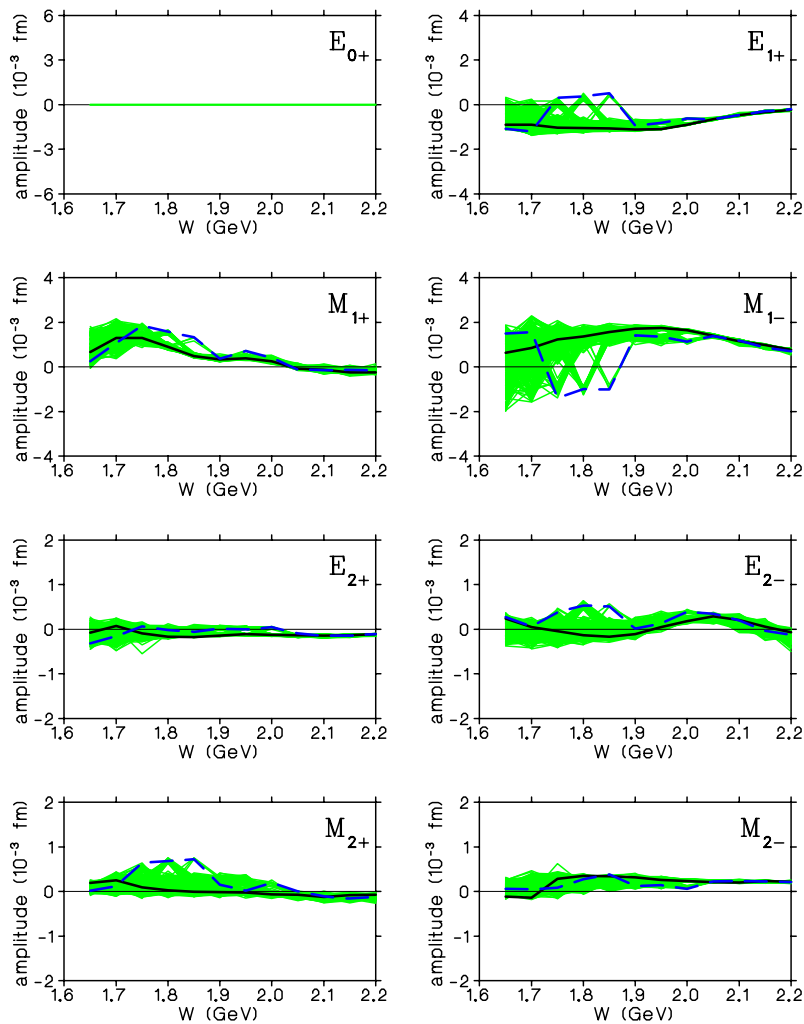 6
3
0
-3
-6
amplitude (10⁻³ fm)
E₀₊
1.6 1.7 1.8 1.9 2.0 2.1 2.2
W (GeV)
4
2
0
-2
-4
amplitude (10⁻³ fm)
E₁₊
1.6 1.7 1.8 1.9 2.0 2.1 2.2
W (GeV)
4
2
0
-2
-4
amplitude (10⁻³ fm)
M₁₊
1.6 1.7 1.8 1.9 2.0 2.1 2.2
W (GeV)
4
2
0
-2
-4
amplitude (10⁻³ fm)
M₁₋
1.6 1.7 1.8 1.9 2.0 2.1 2.2
W (GeV)
2
1
0
-1
-2
amplitude (10⁻³ fm)
E₂₊
1.6 1.7 1.8 1.9 2.0 2.1 2.2
W (GeV)
2
1
0
-1
-2
amplitude (10⁻³ fm)
E₂₋
1.6 1.7 1.8 1.9 2.0 2.1 2.2
W (GeV)
2
1
0
-1
-2
amplitude (10⁻³ fm)
M₂₊
1.6 1.7 1.8 1.9 2.0 2.1 2.2
W (GeV)
2
1
0
-1
-2
amplitude (10⁻³ fm)
M₂₋
1.6 1.7 1.8 1.9 2.0 2.1 2.2
W (GeV)